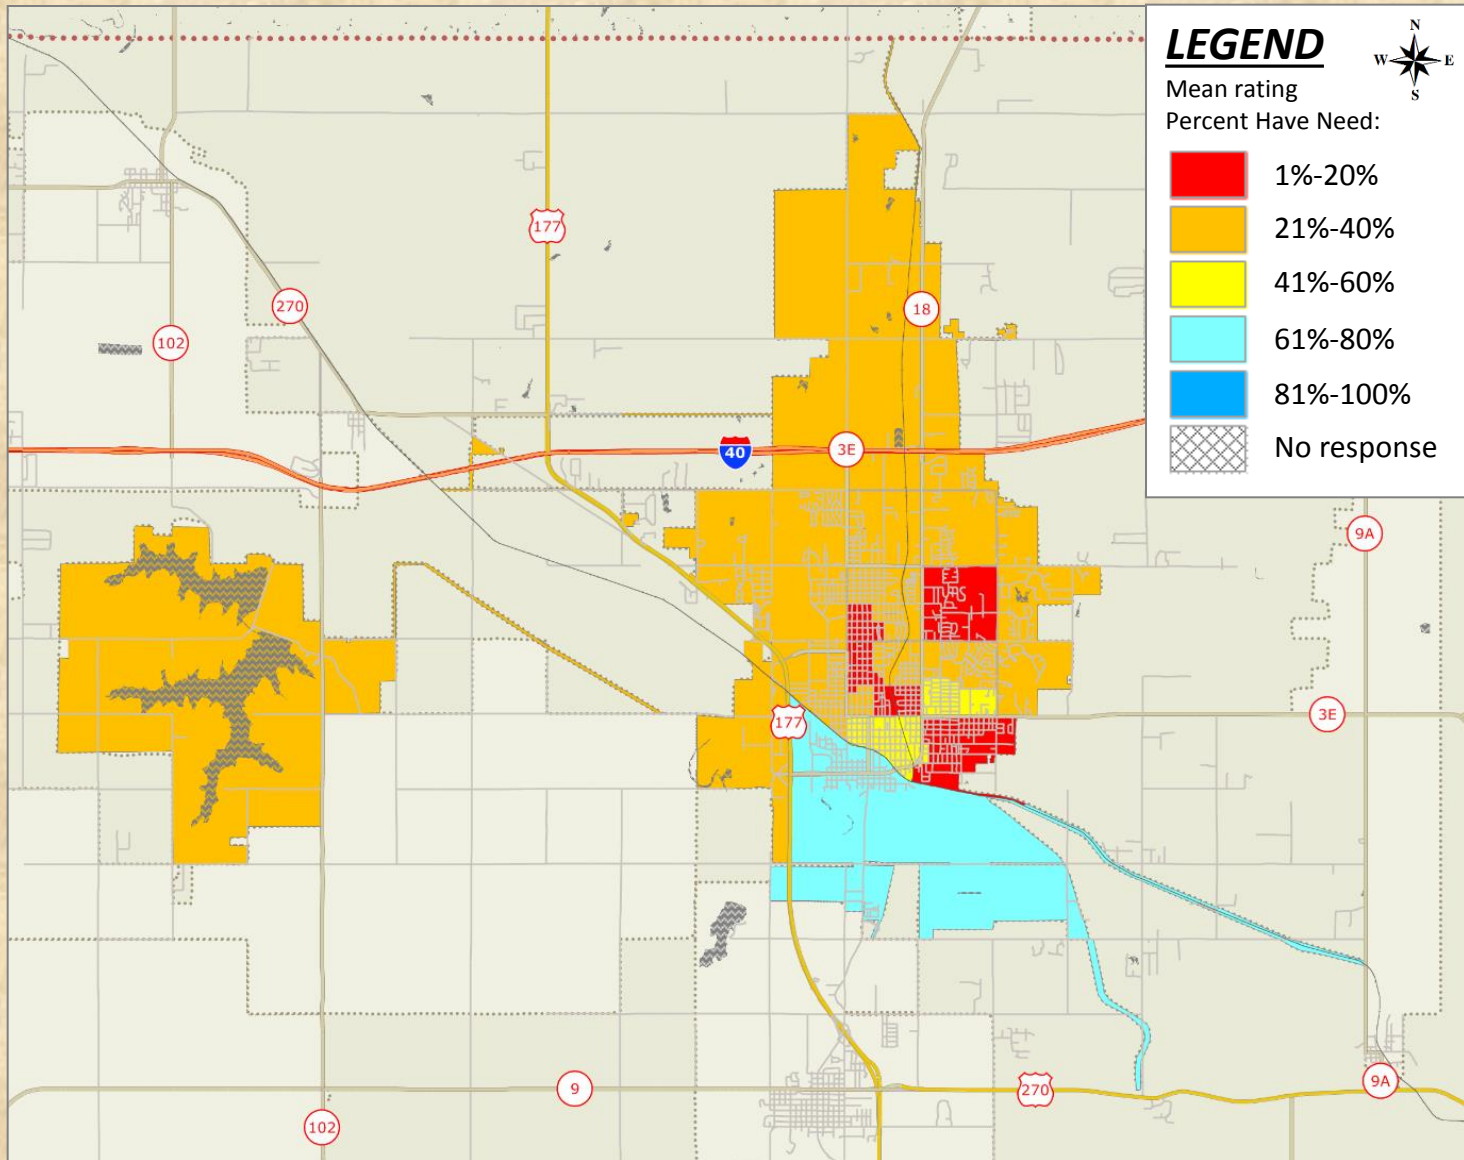 LEGEND
N
W E
S
Mean rating
Percent Have Need:
1%-20%
21%-40%
41%-60%
61%-80%
81%-100%
No response
177
270
18
102
40
3E
9A
177
3E
9
270
9A
102